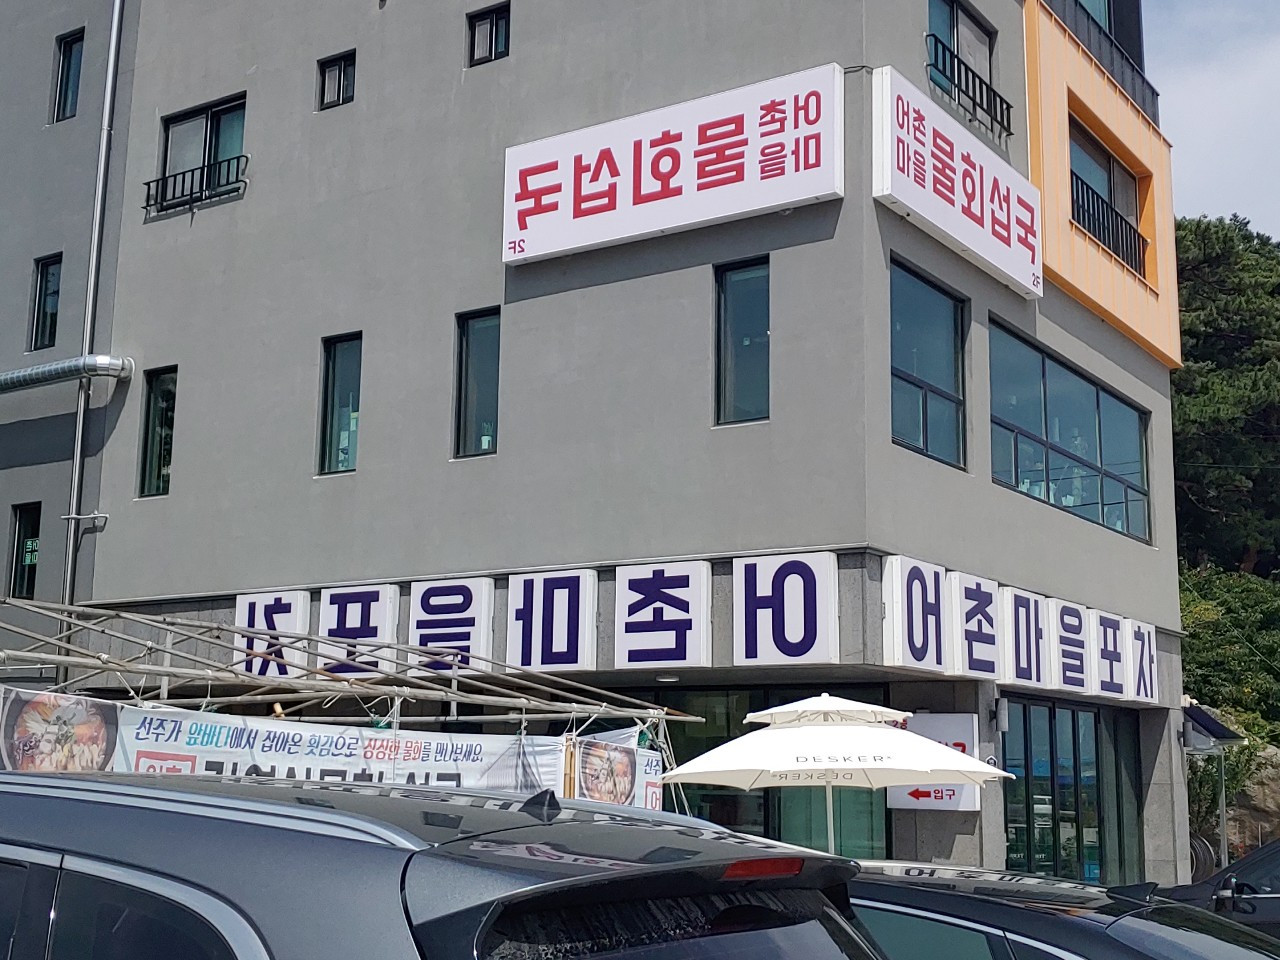 어촌
마을
물회섭국
2F
어촌
마을
물회섭국
2F
어촌마을포차
어촌마을포차
선주가 앞바다에서 잡아온 횟감으로 싱싱한 물회를 만나보세요.
선주
DESKER
DESKER
입구